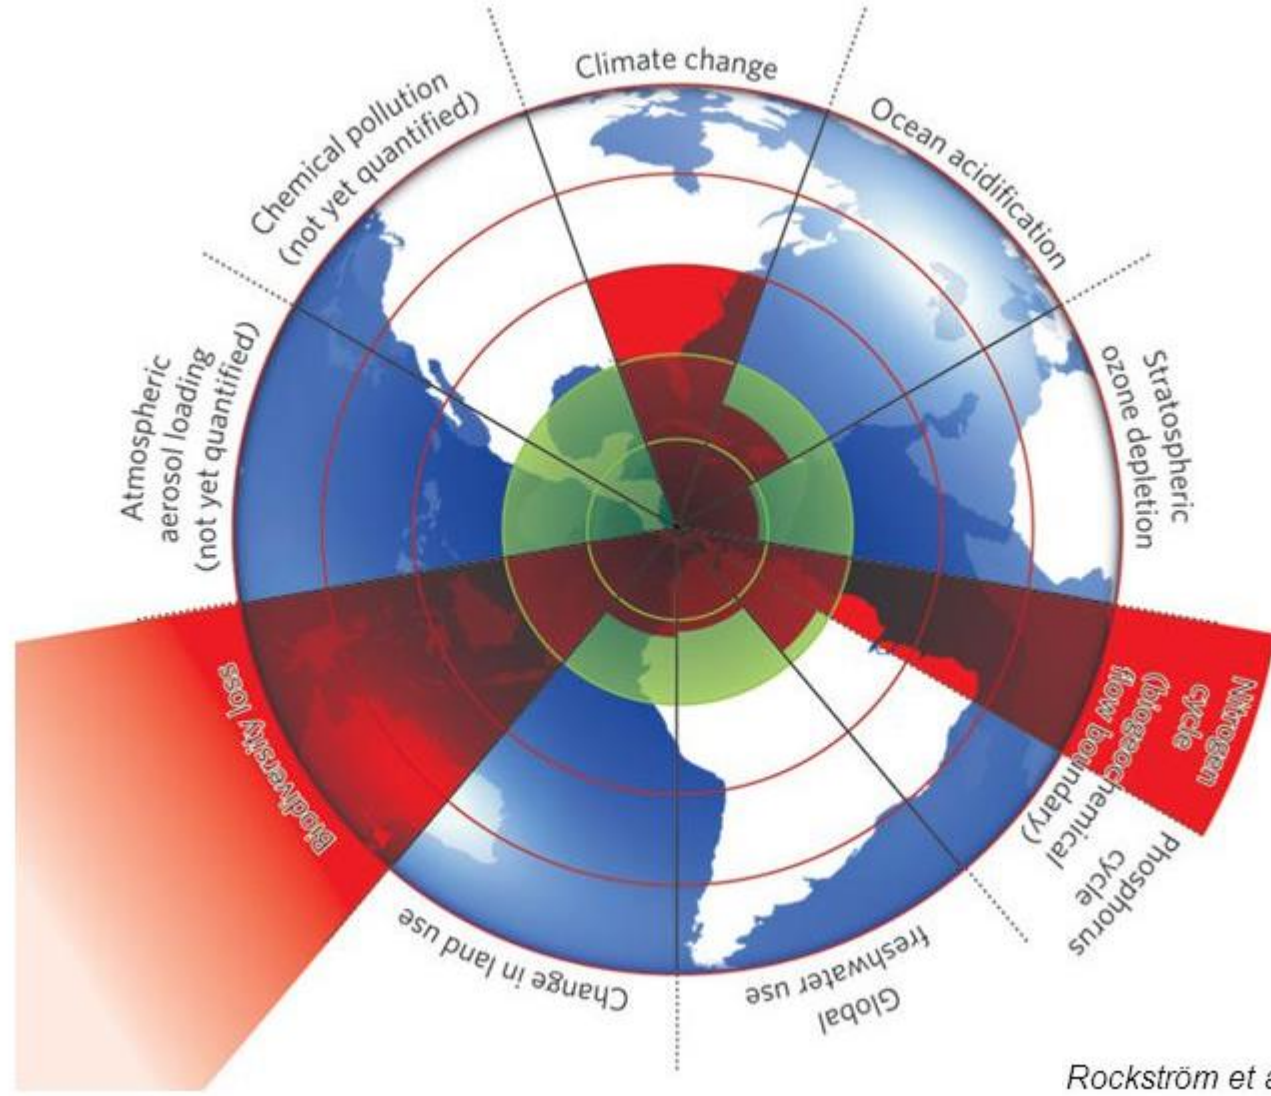 Climate change
Ocean acidification
Stratospheric
ozone depletion
Nitrogen
cycle
(biogeochemical
flow boundary)
Phosphorus
cycle
Global
freshwater use
Change in land use
Biodiversity loss
Atmospheric
aerosol loading
(not yet quantified)
Chemical pollution
(not yet quantified)
Rockström et